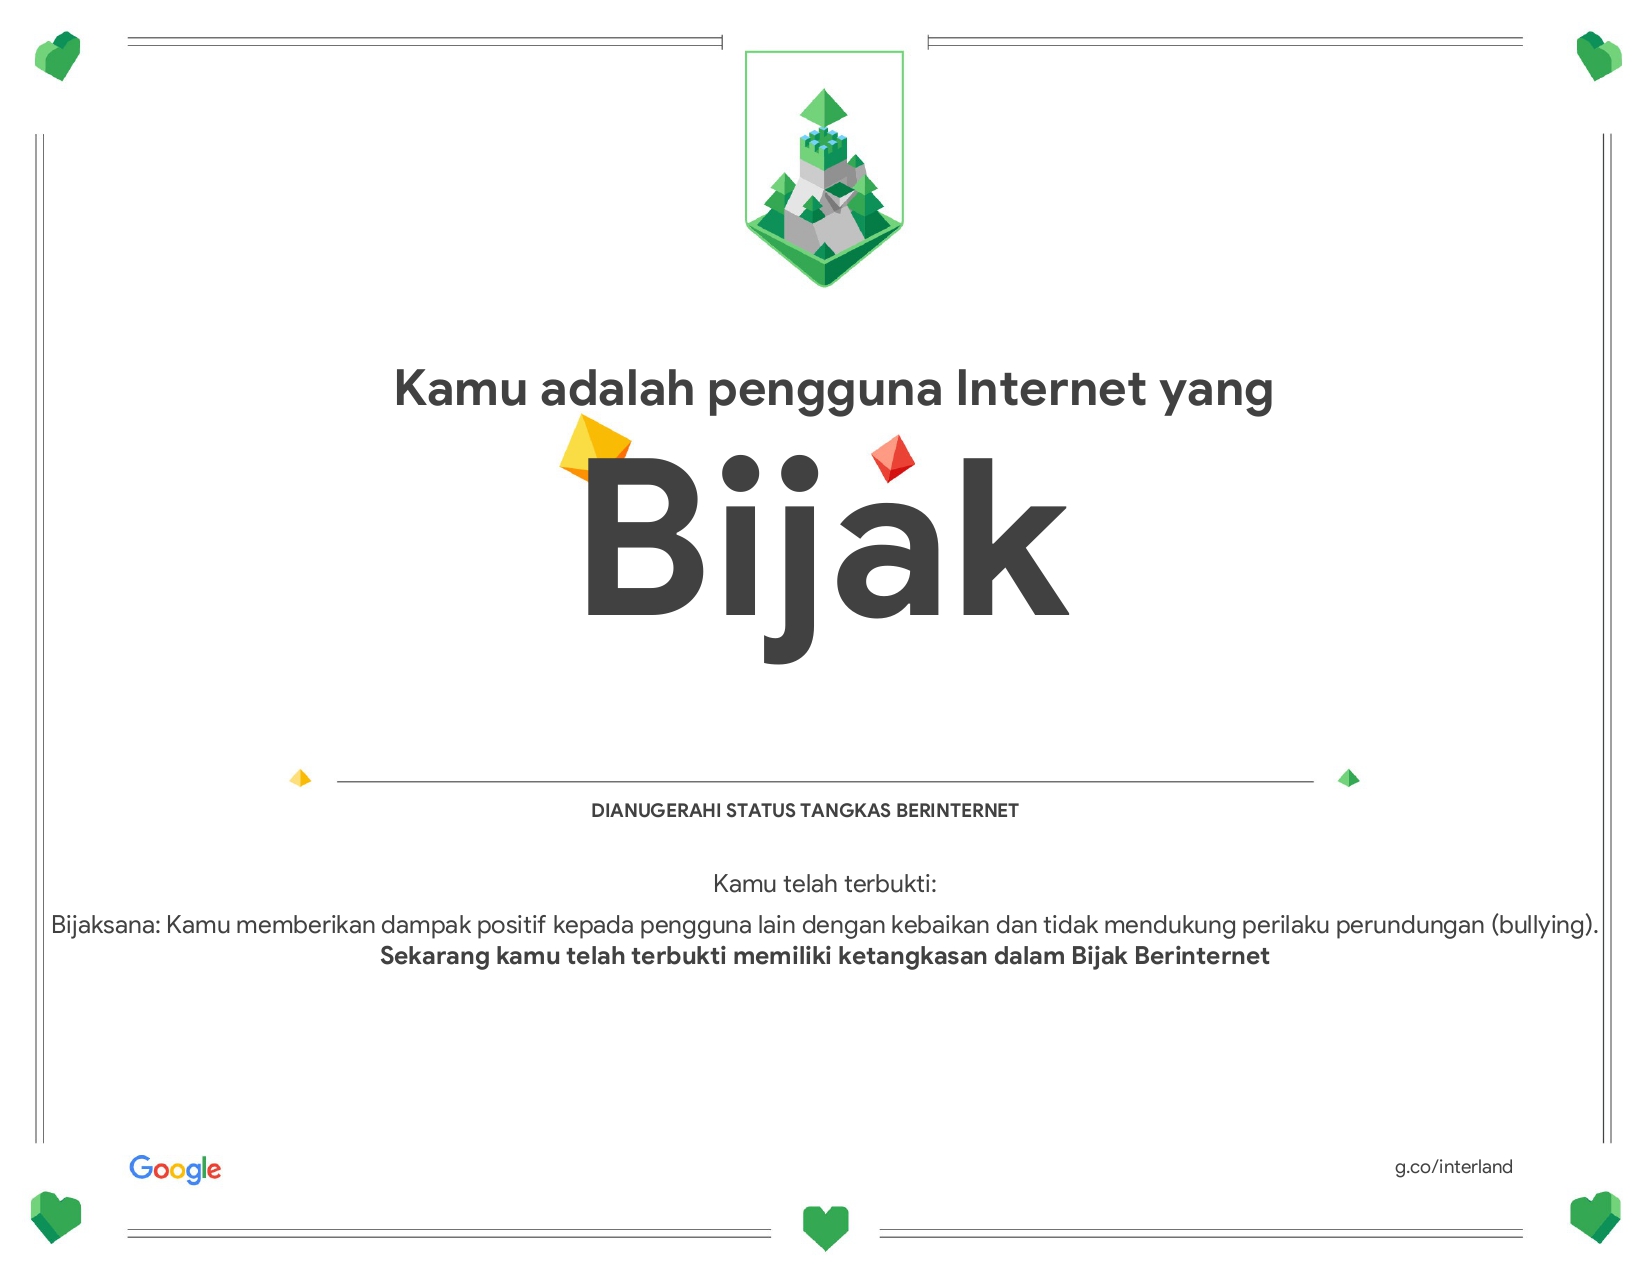 Kamu adalah pengguna Internet yang
Bijak
DIANUGERAHI STATUS TANGKAS BERINTERNET
Kamu telah terbukti:
Bijaksana: Kamu memberikan dampak positif kepada pengguna lain dengan kebaikan dan tidak mendukung perilaku perundungan (bullying).
Sekarang kamu telah terbukti memiliki ketangkasan dalam Bijak Berinternet
Google
g.co/interland